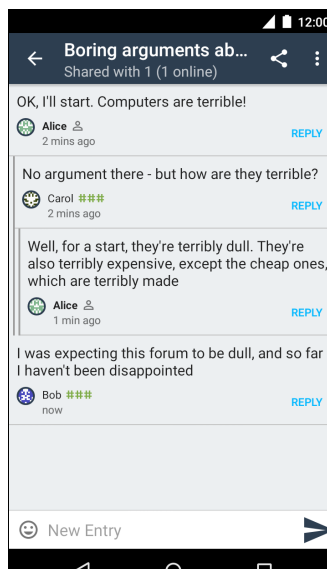 12:00
Boring arguments ab...
Shared with 1 (1 online)
OK, I'll start. Computers are terrible!
Alice
2 mins ago
REPLY
No argument there - but how are they terrible?
Carol ###
2 mins ago
REPLY
Well, for a start, they're terribly dull. They're
also terribly expensive, except the cheap ones,
which are terribly made
Alice
1 min ago
REPLY
I was expecting this forum to be dull, and so far
I haven't been disappointed
Bob ###
now
REPLY
New Entry